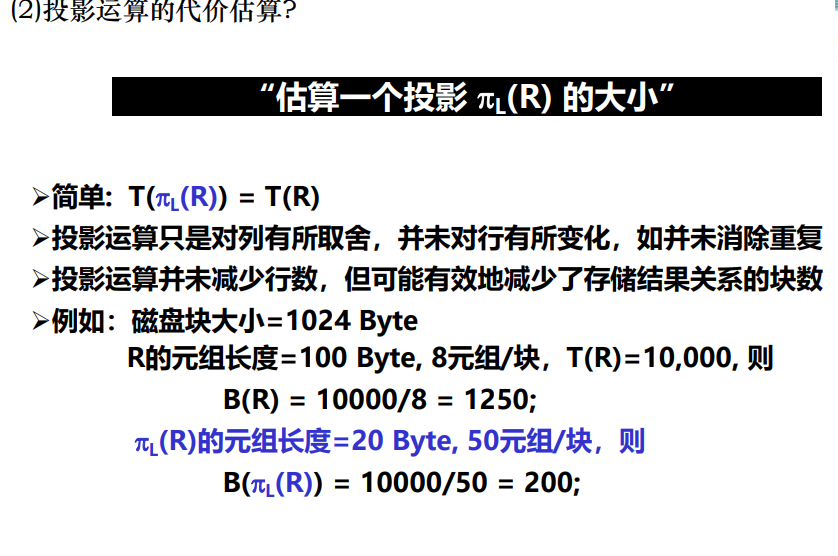 (2)投影运算的代价估算?
“估算一个投影 πL(R) 的大小”
➢简单: T(πL(R)) = T(R)
➢投影运算只是对列有所取舍，并未对行有所变化，如并未消除重复
➢投影运算并未减少行数，但可能有效地减少了存储结果关系的块数
➢例如：磁盘块大小=1024 Byte
R的元组长度=100 Byte, 8元组/块，T(R)=10,000, 则
B(R) = 10000/8 = 1250;
πL(R)的元组长度=20 Byte, 50元组/块，则
B(πL(R)) = 10000/50 = 200;